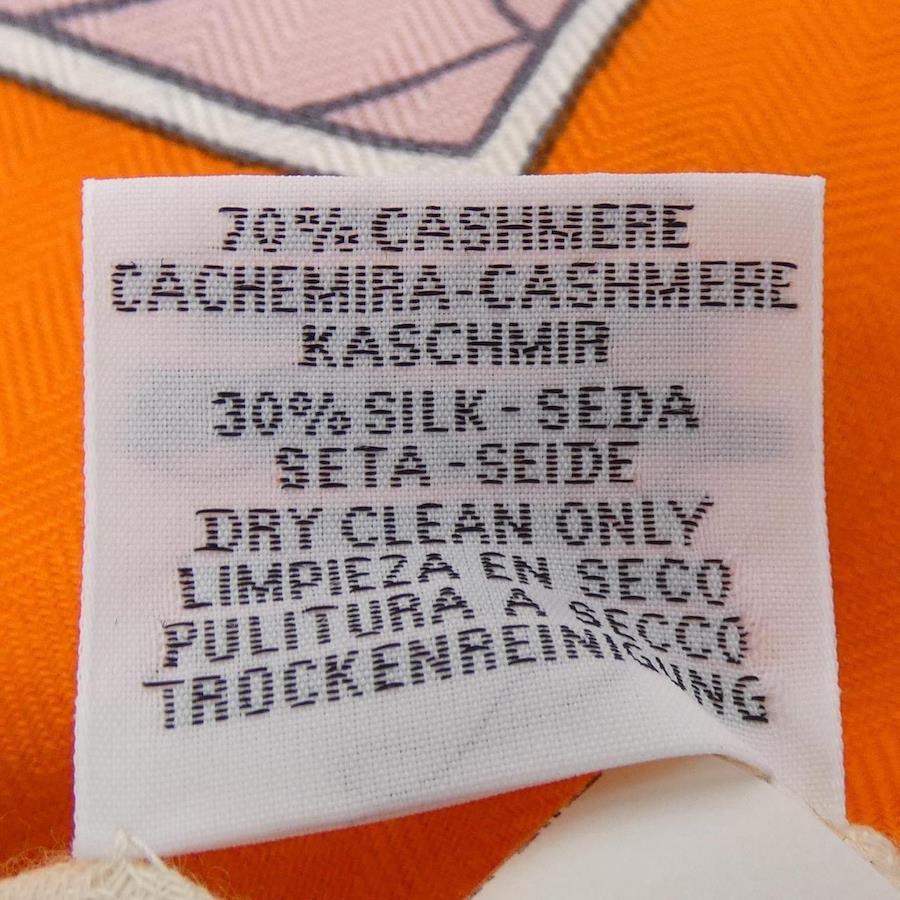 70% CASHMERE
CACHEMIRA-CASHMERE
KASCHMIR
30% SILK - SEDA
SETA - SEIDE
DRY CLEAN ONLY
LIMPIEZA EN SECO
PULITURA A SECCO
TROCKENREINIGUNG